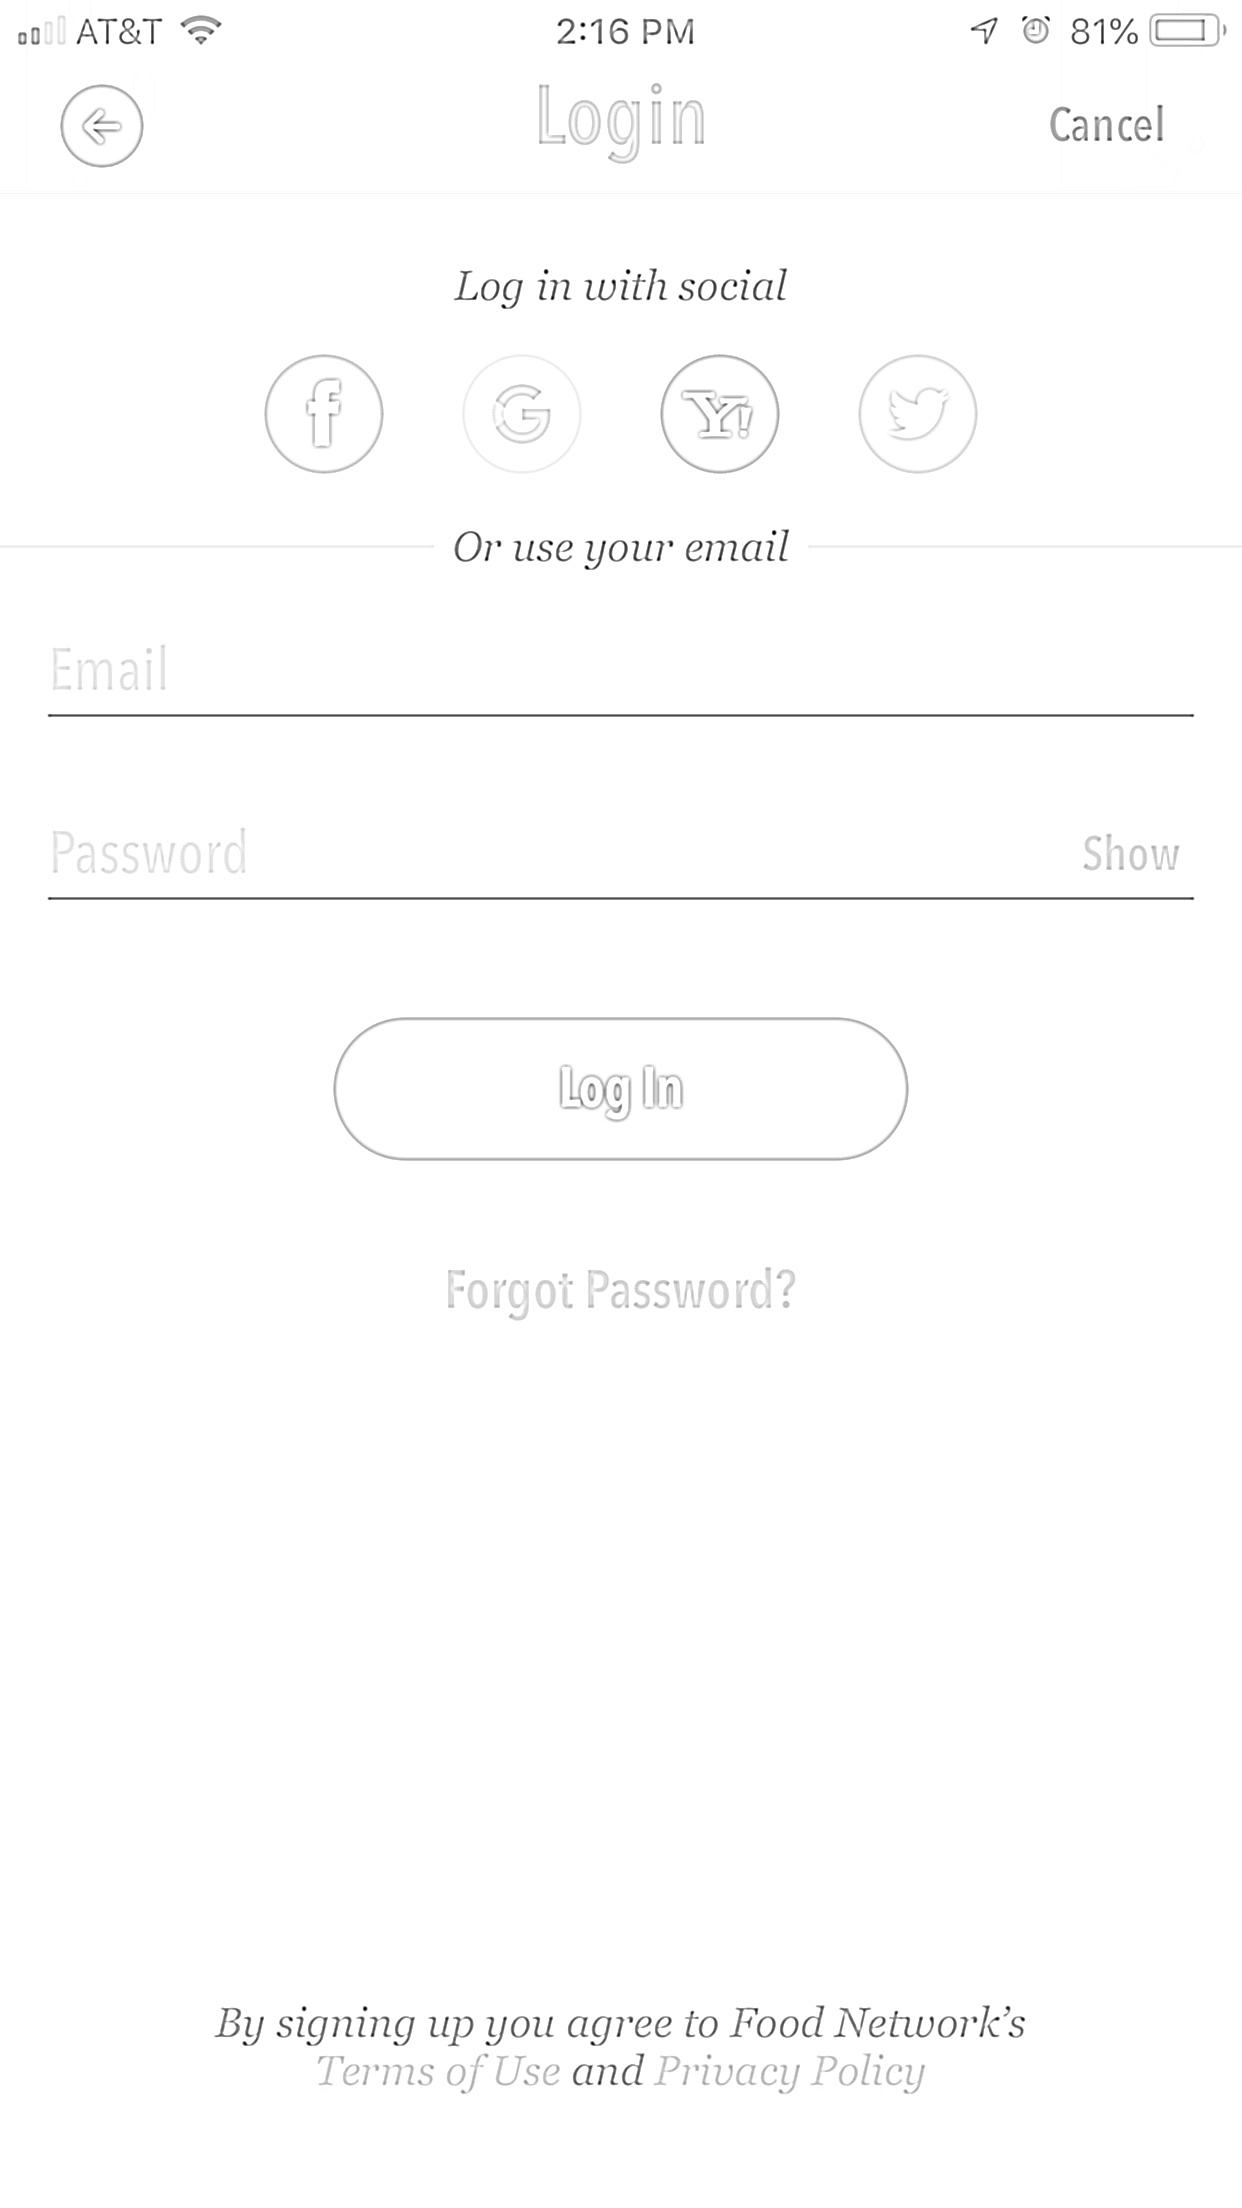 AT&T 2:16 PM 81%
Login Cancel
Log in with social
f G Y!
Or use your email
Email
Password Show
Log In
Forgot Password?
By signing up you agree to Food Network’s
Terms of Use and Privacy Policy